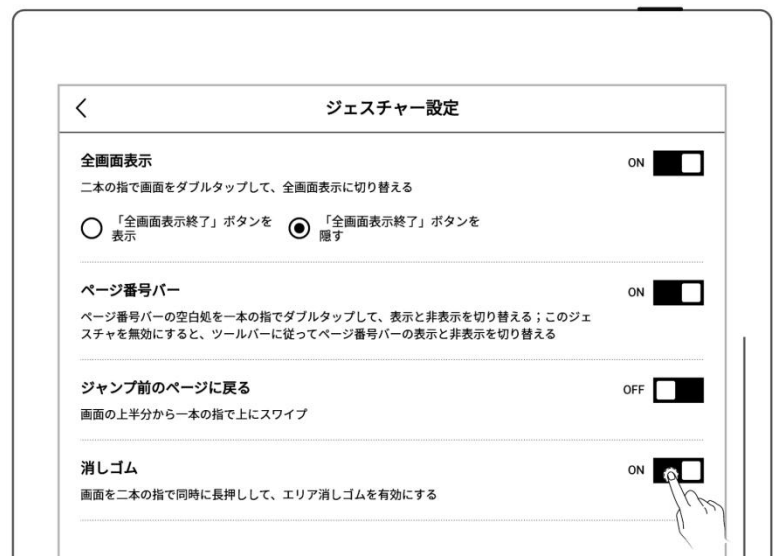 ジェスチャー設定
全画面表示
ON
二本の指で画面をダブルタップして、全画面表示に切り替える
「全画面表示終了」ボタンを
表示
「全画面表示終了」ボタンを
隠す
ページ番号バー
ON
ページ番号バーの空白処を一本の指でダブルタップして、表示と非表示を切り替える；このジェ
スチャを無効にすると、ツールバーに従ってページ番号バーの表示と非表示を切り替える
ジャンプ前のページに戻る
OFF
画面の上半分から一本の指で上にスワイプ
消しゴム
ON
画面を二本の指で同時に長押しして、エリア消しゴムを有効にする